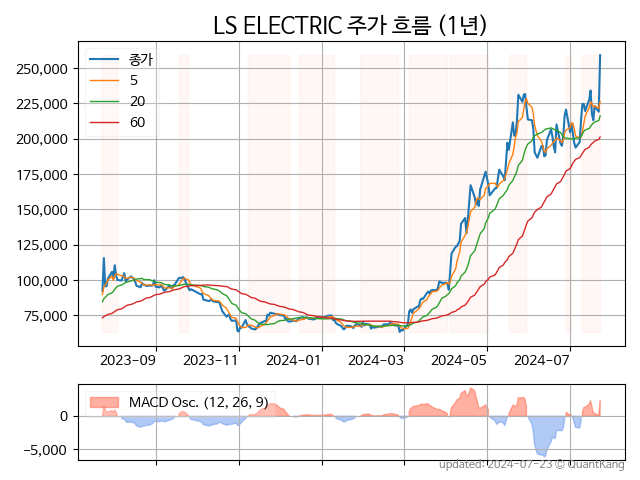 LS ELECTRIC 주가 흐름 (1년)
종가
5
20
60
250,000
225,000
200,000
175,000
150,000
125,000
100,000
75,000
2023-09 2023-11 2024-01 2024-03 2024-05 2024-07
MACD Osc. (12, 26, 9)
0
−5,000
updated: 2024-07-23 © QuantKang